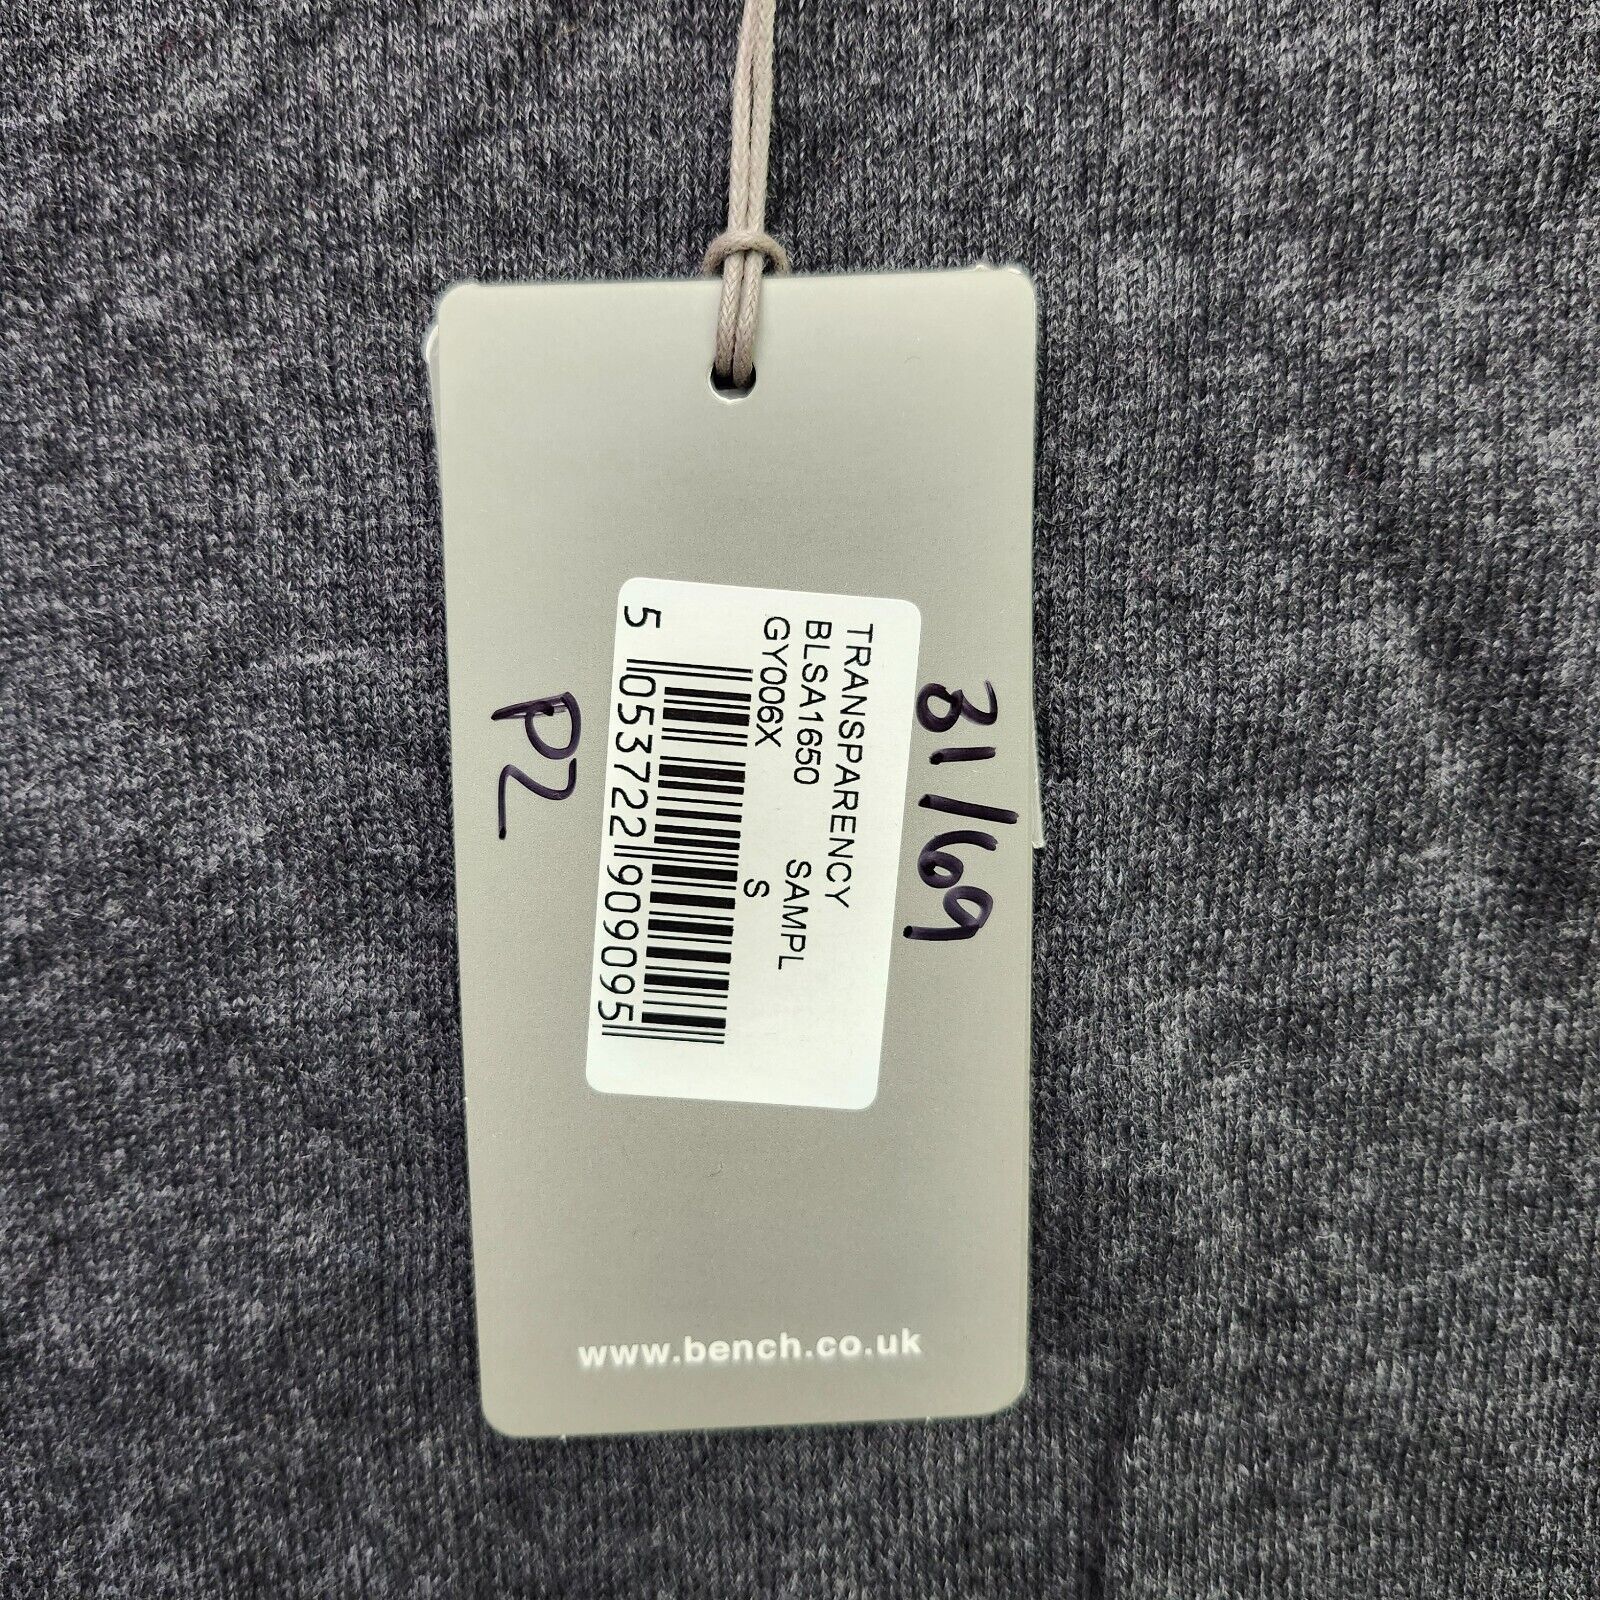 31/69
TRANSPARENCY
BLSA1650 SAMPL
GY006X S
5 053722 909095
P2
www.bench.co.uk